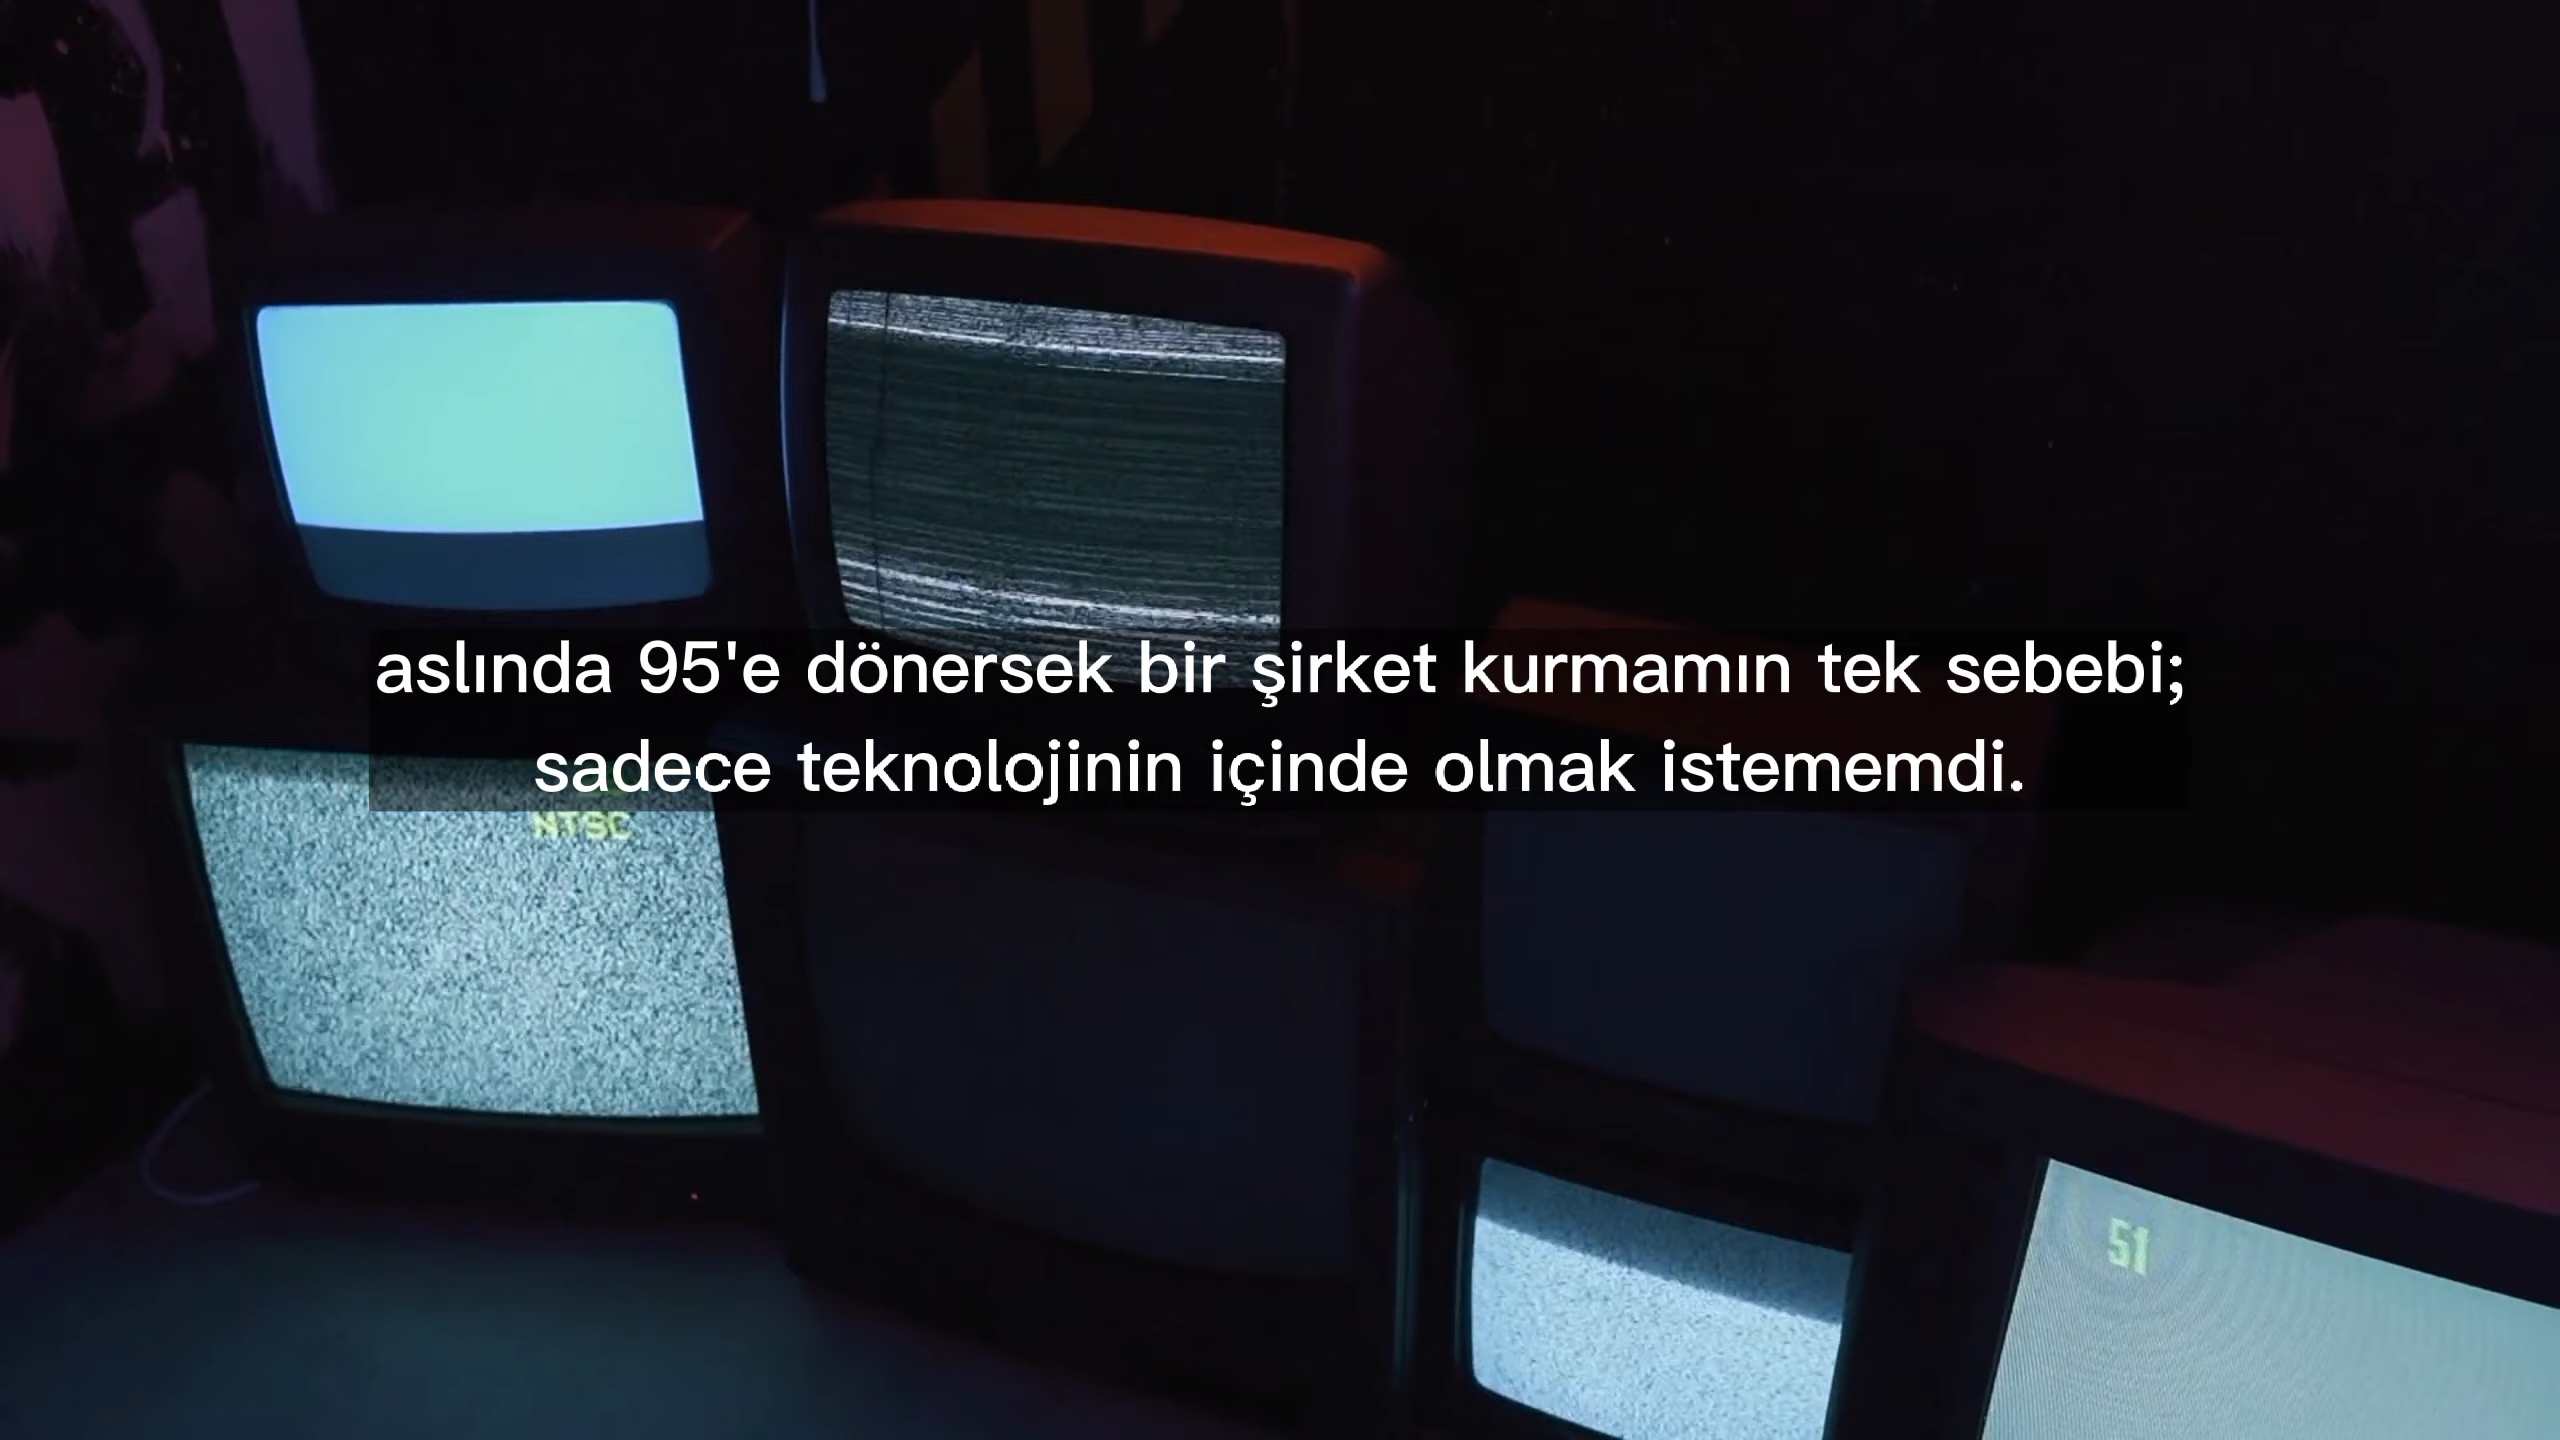 aslında 95'e dönersek bir şirket kurmamın tek sebebi;
sadece teknolojinin içinde olmak istememdi.
NTSC
51